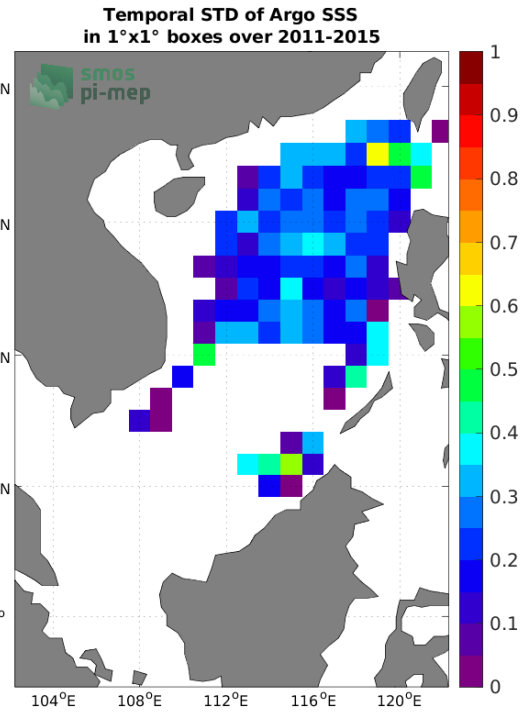 Temporal STD of Argo SSS
in 1°x1° boxes over 2011-2015
smos
pi-mep
N
N
N
N
o
104°E 108°E 112°E 116°E 120°E
1
0.9
0.8
0.7
0.6
0.5
0.4
0.3
0.2
0.1
0